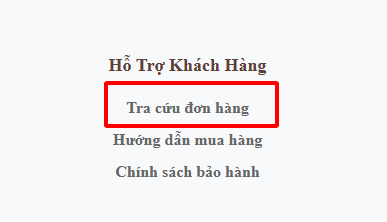 Hỗ Trợ Khách Hàng
Tra cứu đơn hàng
Hướng dẫn mua hàng
Chính sách bảo hành